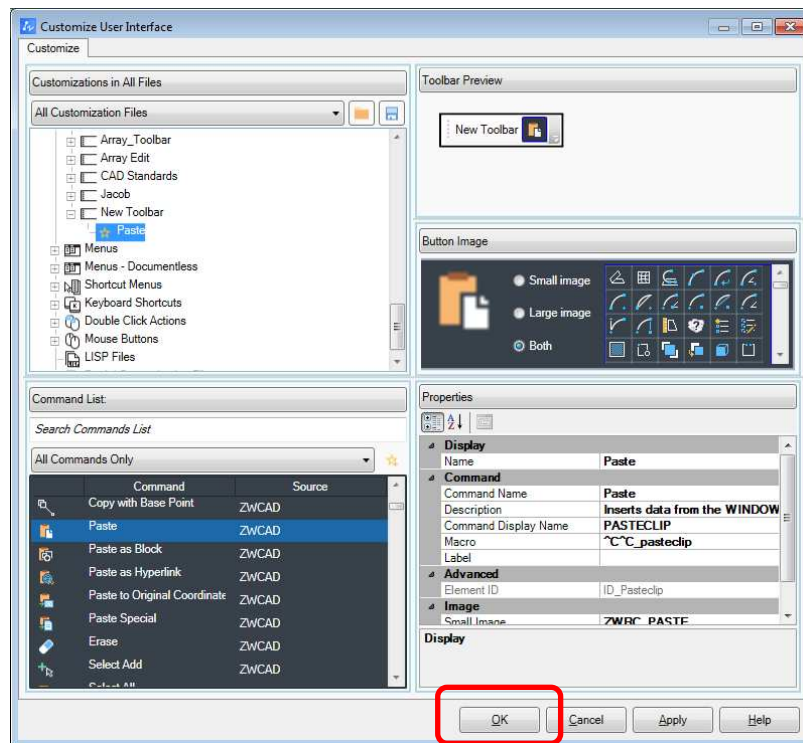 Customize User Interface
Customize
Customizations in All Files
All Customization Files
Array_Toolbar
Array Edit
CAD Standards
Jacob
New Toolbar
Paste
Menus
Menus - Documentless
Shortcut Menus
Keyboard Shortcuts
Double Click Actions
Mouse Buttons
LISP Files
Toolbar Preview
New Toolbar
Button Image
Small image
Large image
Both
Command List:
Search Commands List
All Commands Only
Command Source
Copy with Base Point ZWCAD
Paste ZWCAD
Paste as Block ZWCAD
Paste as Hyperlink ZWCAD
Paste to Original Coordinate ZWCAD
Paste Special ZWCAD
Erase ZWCAD
Select Add ZWCAD
Select All
Properties
Display
Name Paste
Command
Command Name Paste
Description Inserts data from the WINDOW
Command Display Name PASTECLIP
Macro ^C^C_pasteclip
Label
Advanced
Element ID ID_Pasteclip
Image
Small Image ZWRC_PASTE
Display
OK Cancel Apply Help